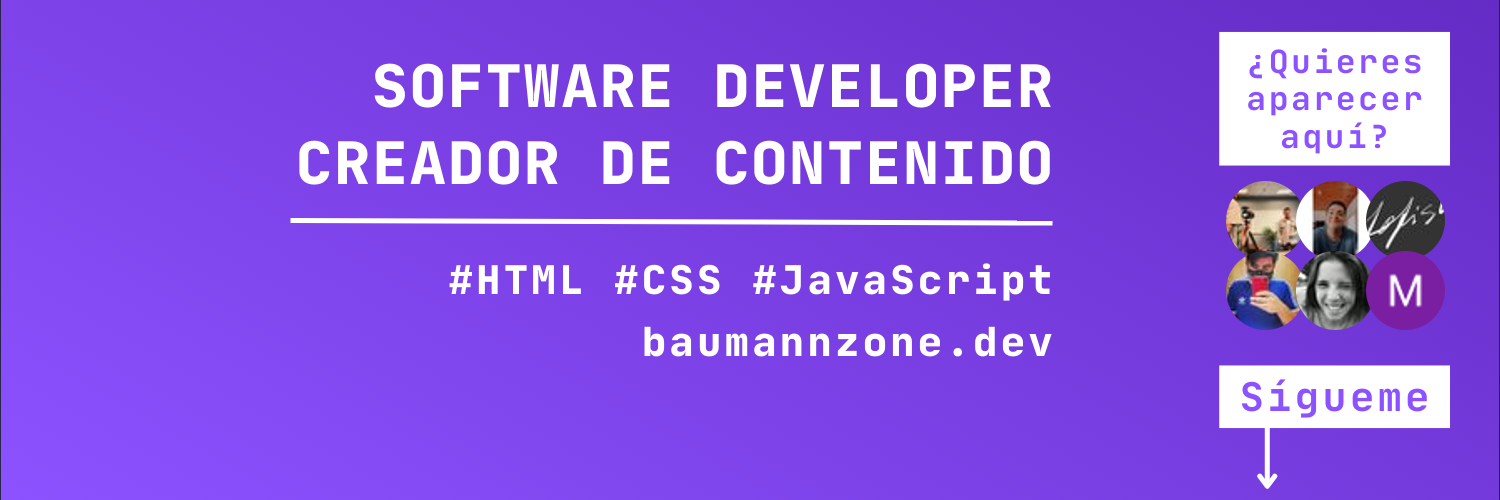 SOFTWARE DEVELOPER
CREADOR DE CONTENIDO
#HTML #CSS #JavaScript
baumannzone.dev
¿Quieres
aparecer
aquí?
M
Sígueme